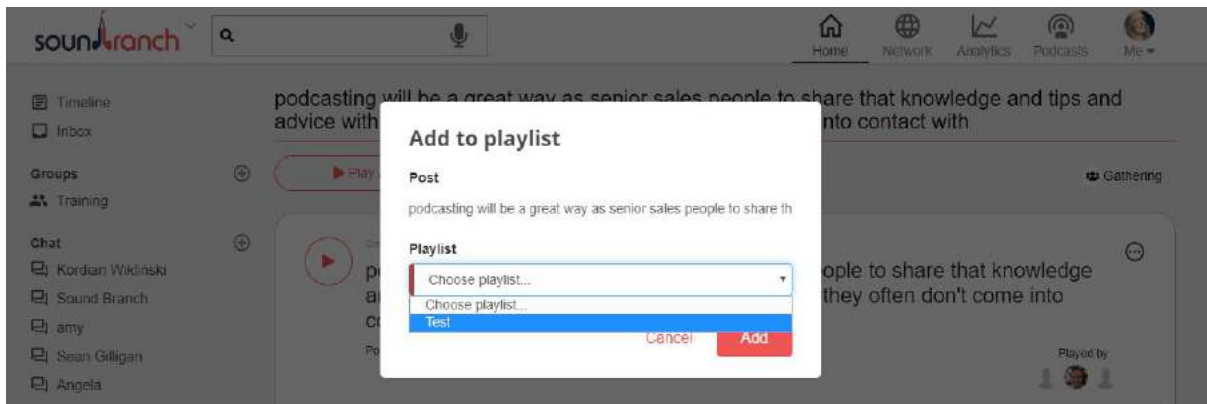 soundbranch
Home
Network
Analytics
Podcasts
Me
Timeline
Inbox
Groups
Training
Chat
Kordian Wikliński
Sound Branch
amy
Sean Gilligan
Angela
podcasting will be a great way as senior sales people to share that knowledge and tips and
advice with
into contact with
Play
Gathering
ople to share that knowledge
they often don't come into
Po
Played by
Add to playlist
Post
podcasting will be a great way as senior sales people to share th
Playlist
Choose playlist...
Choose playlist...
Test
Cancel
Add